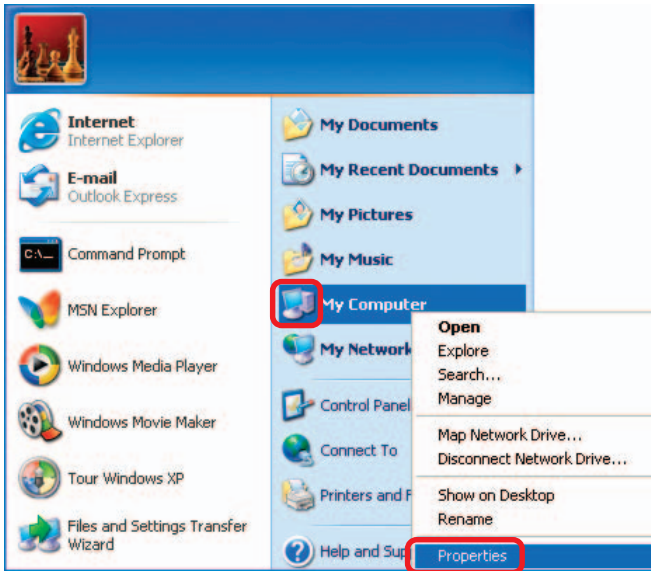 Internet
Internet Explorer
E-mail
Outlook Express
C:\_
Command Prompt
MSN Explorer
Windows Media Player
Windows Movie Maker
Tour Windows XP
Files and Settings Transfer
Wizard
My Documents
My Recent Documents
My Pictures
My Music
My Computer
My Network
Control Panel
Connect To
Printers and F
Help and Sup
Open
Explore
Search...
Manage
Map Network Drive...
Disconnect Network Drive...
Show on Desktop
Rename
Properties